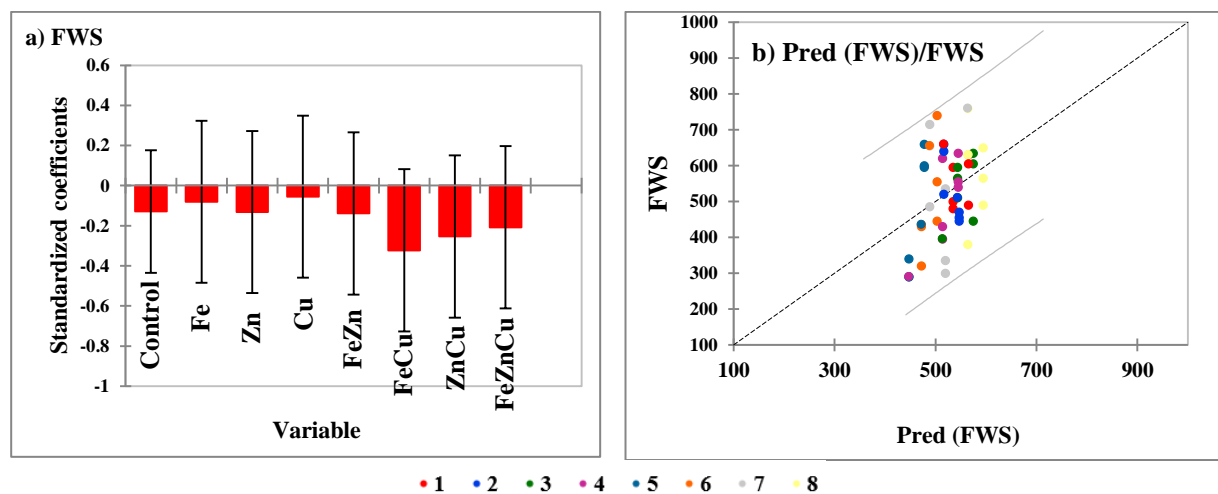 a) FWS
0.6
0.4
0.2
0
-0.2
-0.4
-0.6
-0.8
-1
Standardized coefficients
Control
Fe
Zn
Cu
FeZn
FeCu
ZnCu
FeZnCu
Variable
b) Pred (FWS)/FWS
1000
900
800
700
600
500
400
300
200
100
FWS
100 300 500 700 900
Pred (FWS)
1 2 3 4 5 6 7 8